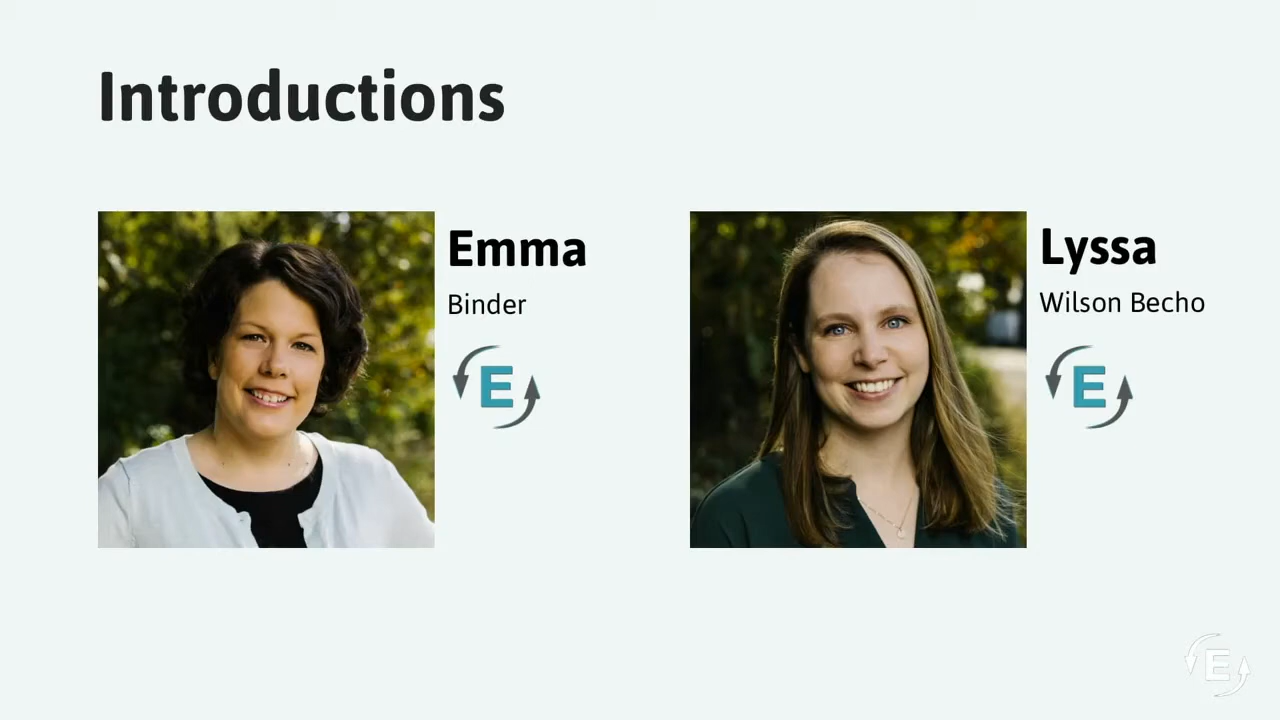 Introductions
Emma
Binder
E
Lyssa
Wilson Becho
E
E